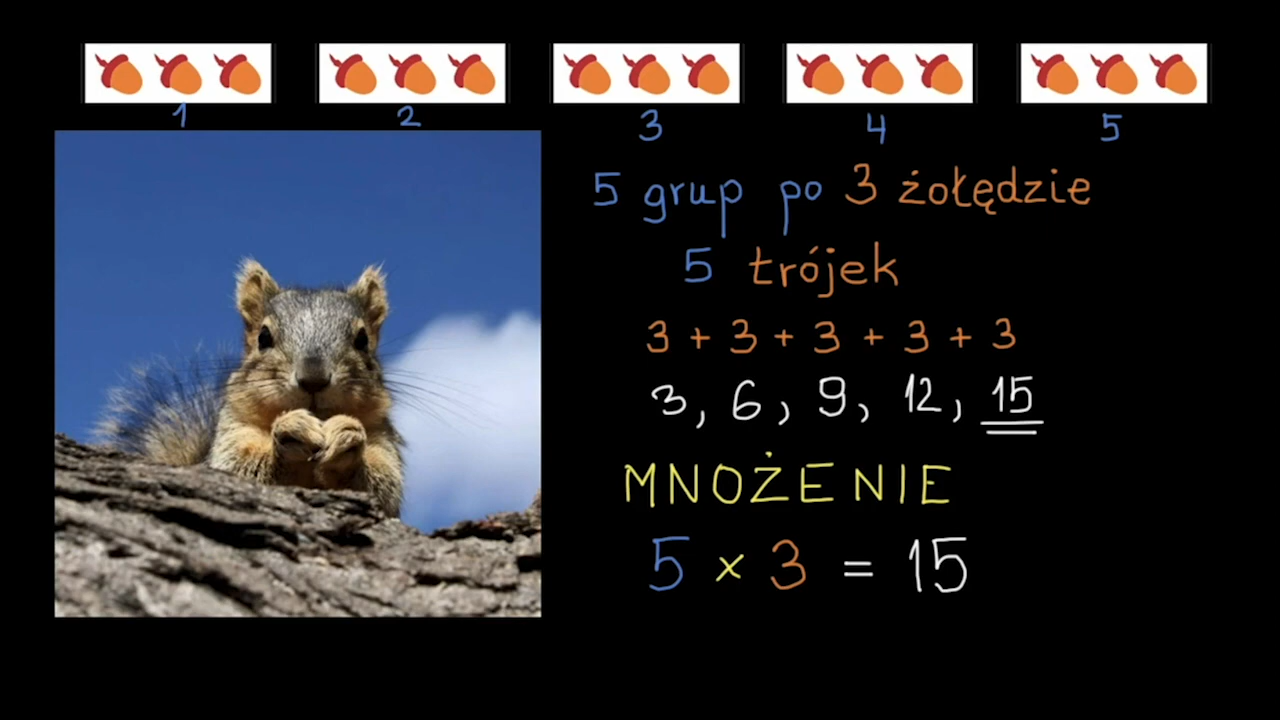 1 2 3 4 5
5 grup po 3 żołędzie
5 trójek
3 + 3 + 3 + 3 + 3
3, 6, 9, 12, 15
MNOŻENIE
5 × 3 = 15